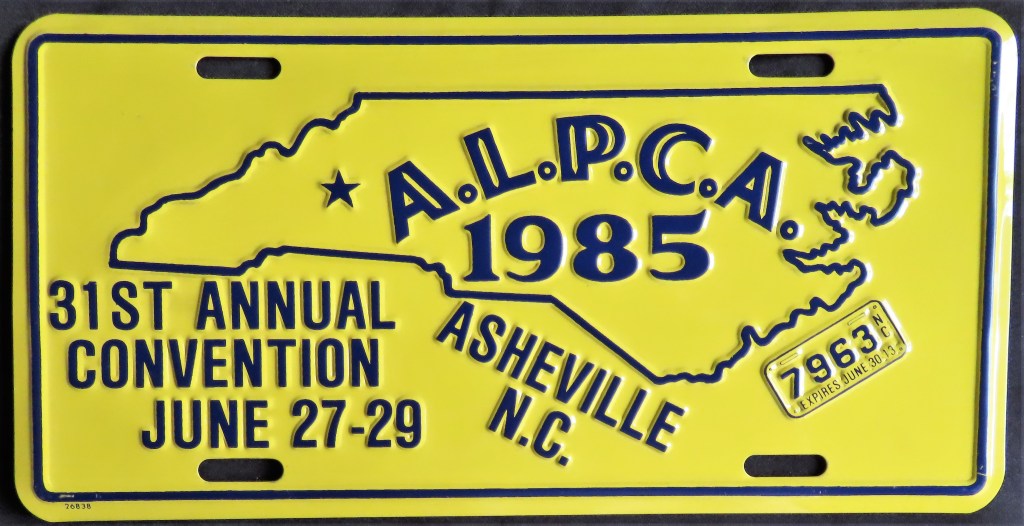 A.L.P.C.A.
1985
31ST ANNUAL
CONVENTION
JUNE 27-29
ASHEVILLE
N.C.
7963
NC
EXPIRES JUNE 30-13
26838